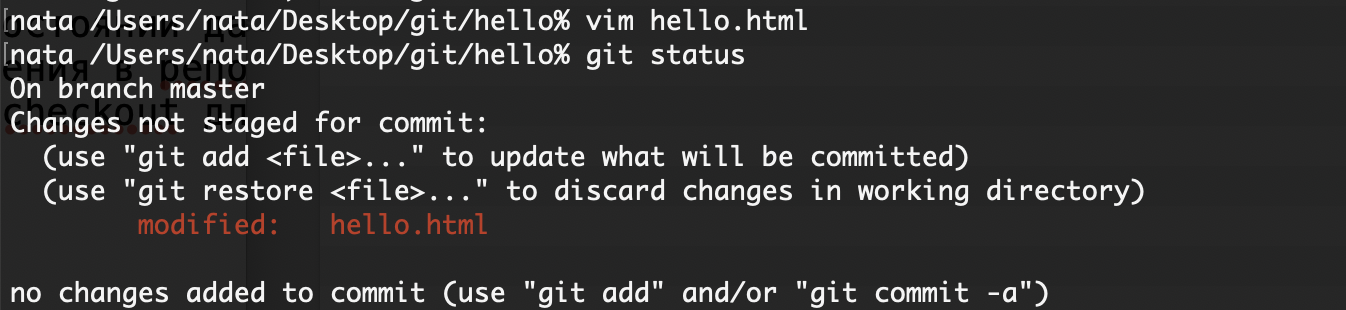 [nata /Users/nata/Desktop/git/hello% vim hello.html
[nata /Users/nata/Desktop/git/hello% git status
On branch master
Changes not staged for commit:
  (use "git add <file>..." to update what will be committed)
  (use "git restore <file>..." to discard changes in working directory)
        modified:   hello.html

no changes added to commit (use "git add" and/or "git commit -a")
checkout